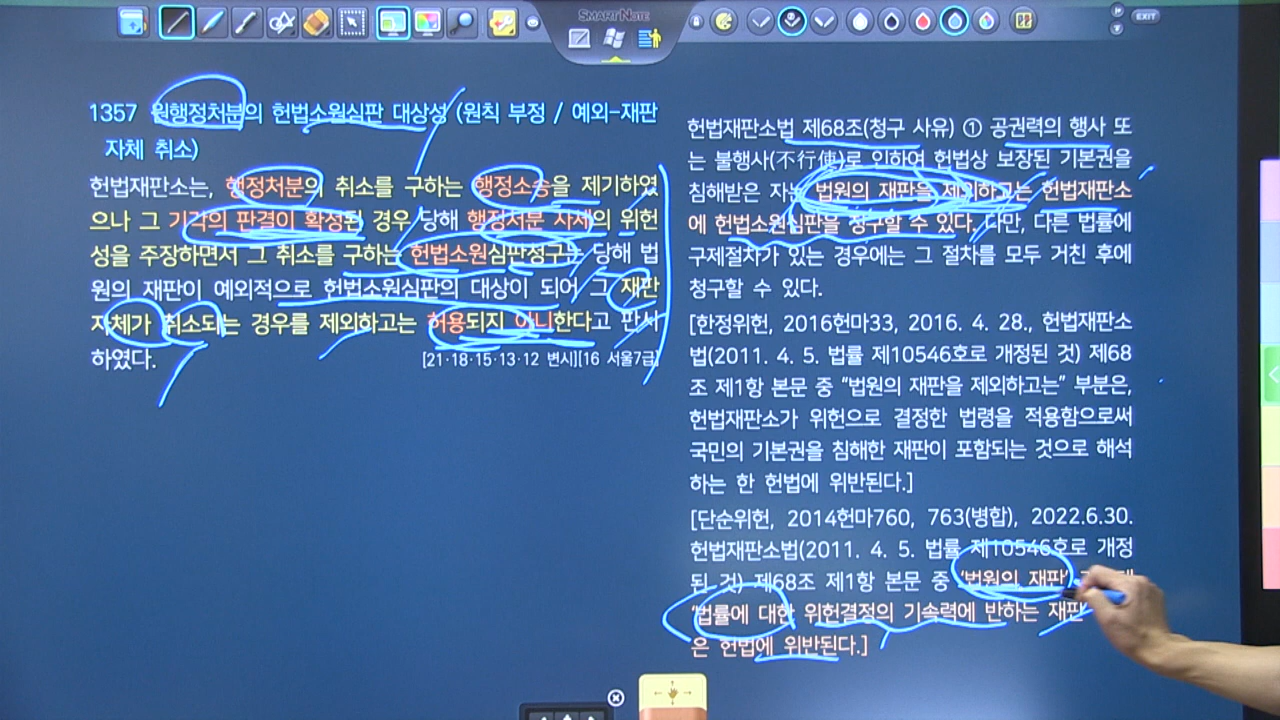 SMARTNOTE
EXIT
1357 원행정처분의 헌법소원심판 대상성 (원칙 부정 / 예외-재판
자체 취소)
헌법재판소는, 행정처분의 취소를 구하는 행정소송을 제기하였
으나 그 기각의 판결이 확정된 경우 당해 행정처분 자체의 위헌
성을 주장하면서 그 취소를 구하는 헌법소원심판청구는 당해 법
원의 재판이 예외적으로 헌법소원심판의 대상이 되어 그 재판
자체가 취소되는 경우를 제외하고는 허용되지 아니한다고 판시
하였다.
[21·18·15·13·12 변시][16 서울7급]
헌법재판소법 제68조(청구 사유) ① 공권력의 행사 또
는 불행사(不行使)로 인하여 헌법상 보장된 기본권을
침해받은 자는 법원의 재판을 제외하고는 헌법재판소
에 헌법소원심판을 청구할 수 있다. 다만, 다른 법률에
구제절차가 있는 경우에는 그 절차를 모두 거친 후에
청구할 수 있다.
[한정위헌, 2016헌마33, 2016. 4. 28., 헌법재판소
법(2011. 4. 5. 법률 제10546호로 개정된 것) 제68
조 제1항 본문 중 “법원의 재판을 제외하고는” 부분은,
헌법재판소가 위헌으로 결정한 법령을 적용함으로써
국민의 기본권을 침해한 재판이 포함되는 것으로 해석
하는 한 헌법에 위반된다.]
[단순위헌, 2014헌마760, 763(병합), 2022.6.30.
헌법재판소법(2011. 4. 5. 법률 제10546호로 개정
된 것) 제68조 제1항 본문 중 ‘법원의 재판’
‘법률에 대한 위헌결정의 기속력에 반하는 재판’
은 헌법에 위반된다.]